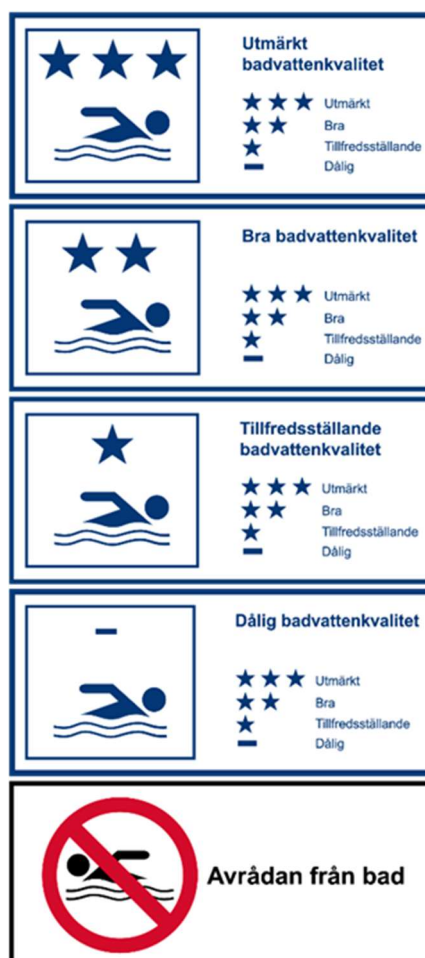 Utmärkt
badvattenkvalitet
Utmärkt
Bra
Tillfredsställande
Dålig
Bra badvattenkvalitet
Utmärkt
Bra
Tillfredsställande
Dålig
Tillfredsställande
badvattenkvalitet
Utmärkt
Bra
Tillfredsställande
Dålig
Dålig badvattenkvalitet
Utmärkt
Bra
Tillfredsställande
Dålig
Avrådan från bad